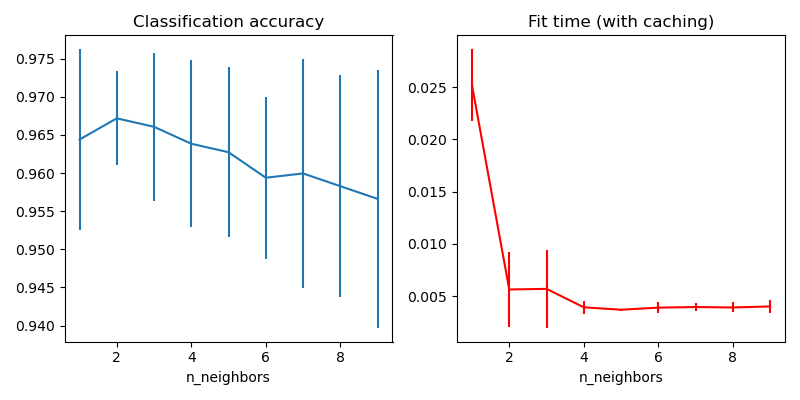 Classification accuracy
0.975
0.970
0.965
0.960
0.955
0.950
0.945
0.940
2 4 6 8
n_neighbors
Fit time (with caching)
0.025
0.020
0.015
0.010
0.005
2 4 6 8
n_neighbors